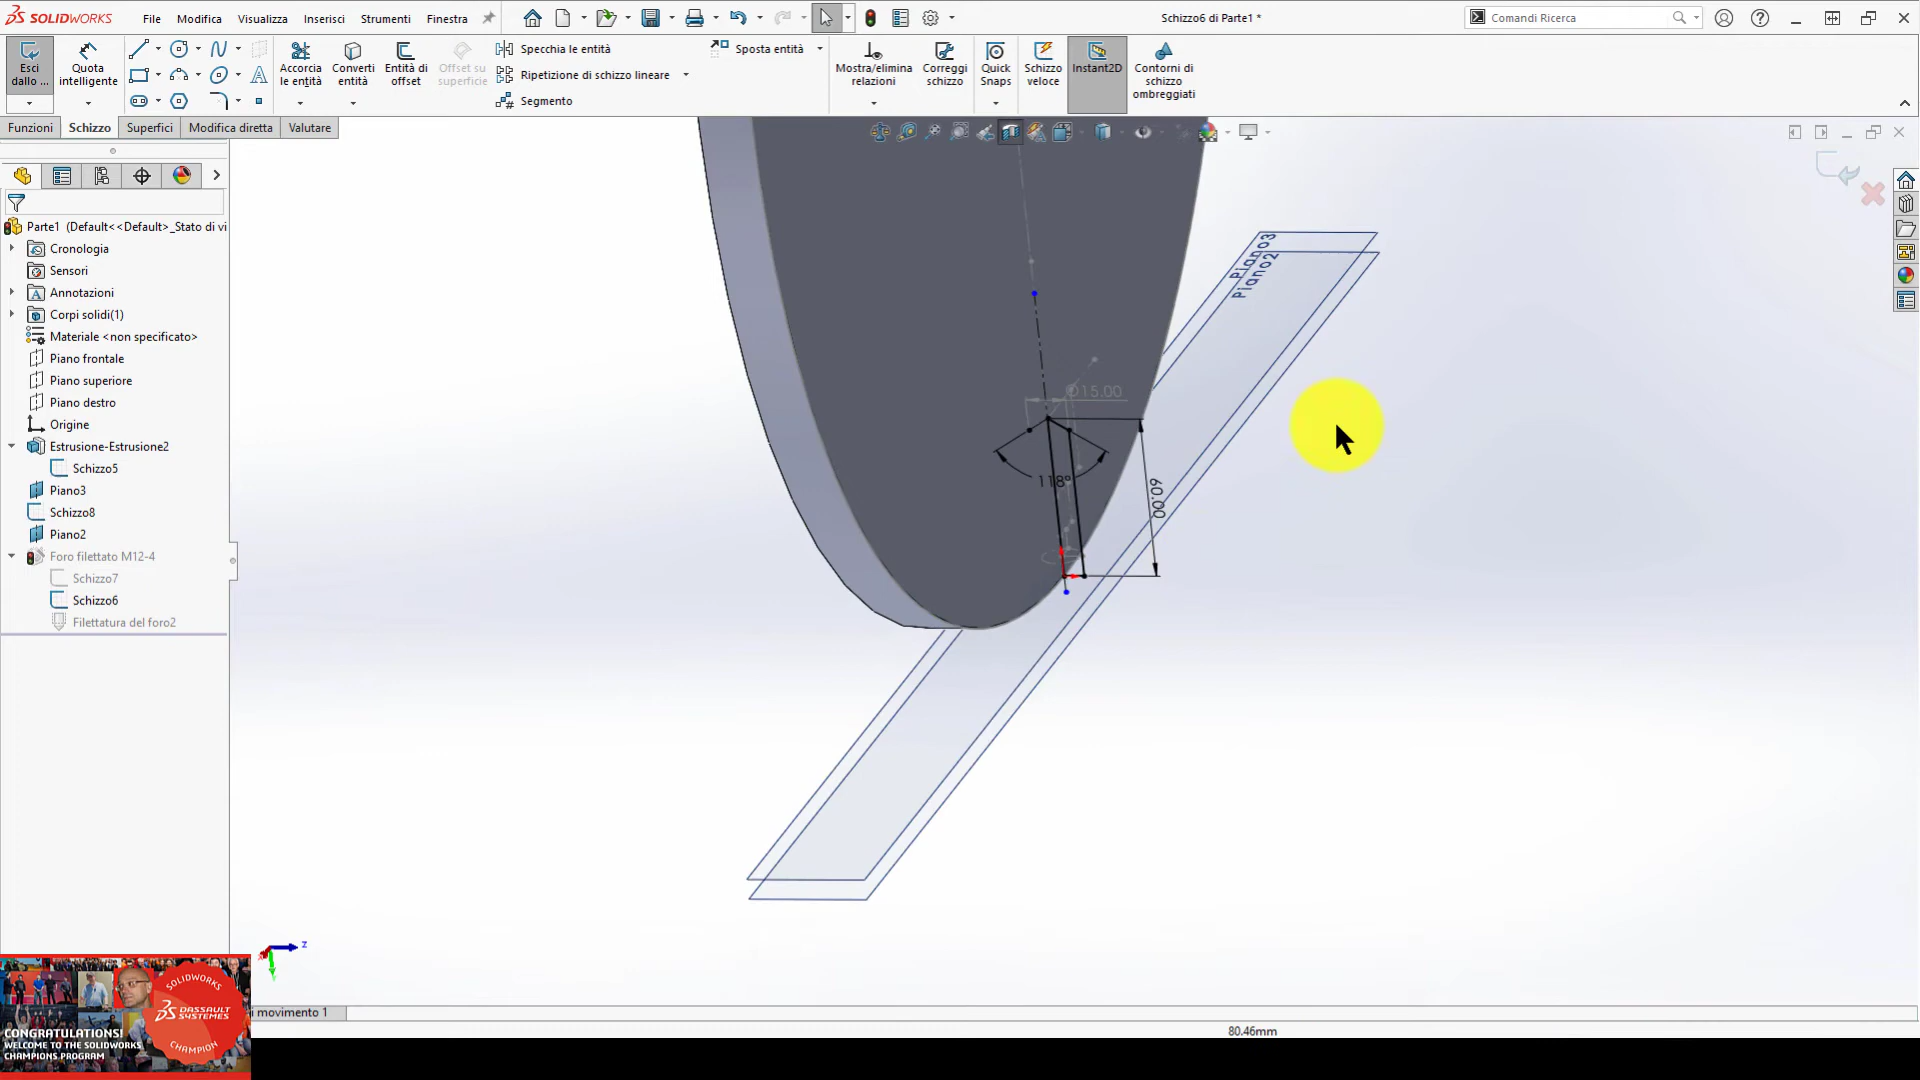 SOLIDWORKS File Modifica Visualizza Inserisci Strumenti Finestra
Schizzo6 di Parte1 *
Comandi Ricerca
Esci dallo ...
Quota intelligente
Accorcia le entità
Converti entità
Entità di offset
Offset su superficie
Specchia le entità
Ripetizione di schizzo lineare
Segmento
Sposta entità
Mostra/elimina relazioni
Correggi schizzo
Quick Snaps
Schizzo veloce
Instant2D
Contorni di schizzo ombreggiati
Funzioni Schizzo Superfici Modifica diretta Valutare
Parte1 (Default<<Default>_Stato di vi
Cronologia
Sensori
Annotazioni
Corpi solidi(1)
Materiale <non specificato>
Piano frontale
Piano superiore
Piano destro
Origine
Estrusione-Estrusione2
Schizzo5
Piano3
Schizzo8
Piano2
Foro filettato M12-4
Schizzo7
Schizzo6
Filettatura del foro2
Piano3
Piano2
15.00
118°
60.00
z
SOLIDWORKS
DASSAULT SYSTEMES
CHAMPION
CONGRATULATIONS!
WELCOME TO THE SOLIDWORKS
CHAMPIONS PROGRAM
i movimento 1
80.46mm